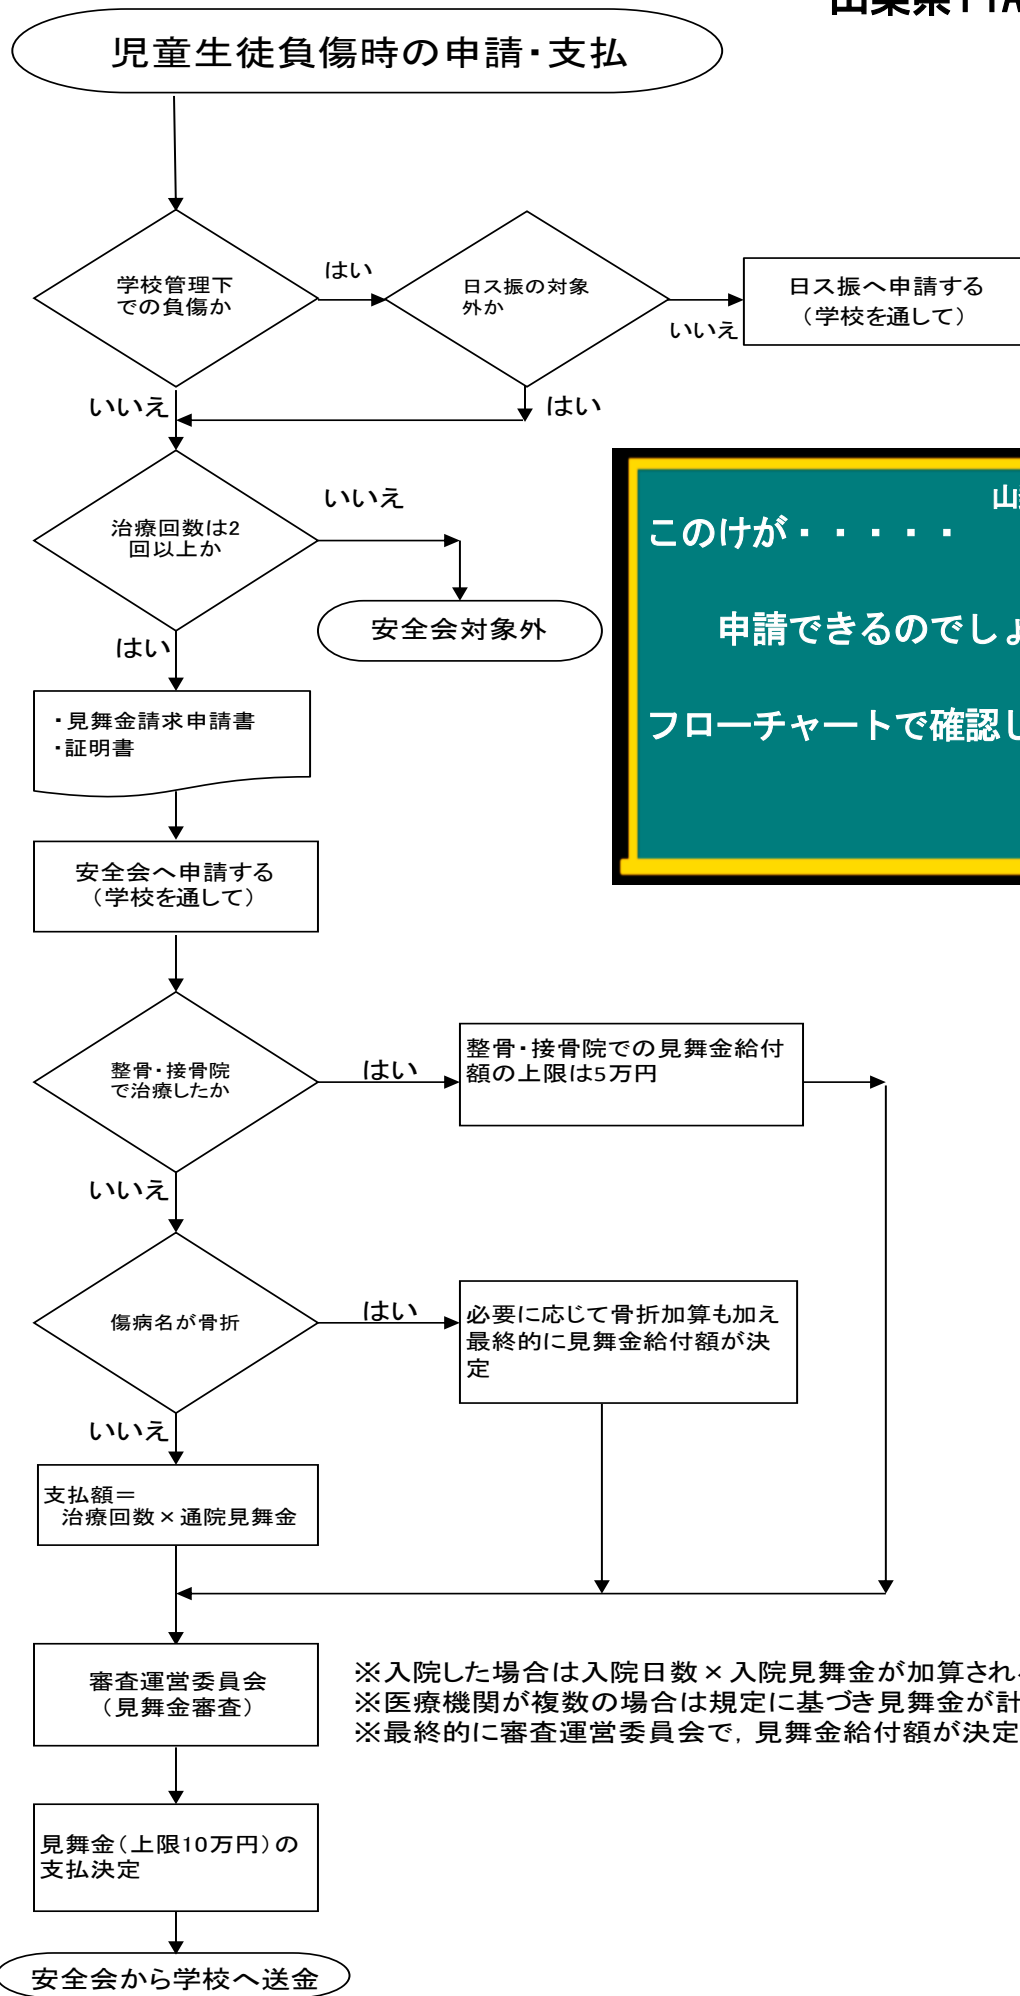 山梨県PTA
児童生徒負傷時の申請・支払
学校管理下
での負傷か
はい
日ス振の対象
外か
いいえ
日ス振へ申請する
（学校を通して）
いいえ
はい
治療回数は2
回以上か
いいえ
安全会対象外
はい
このけが・・・・・
申請できるのでしょ
フローチャートで確認し
・見舞金請求申請書
・証明書
安全会へ申請する
（学校を通して）
整骨・接骨院
で治療したか
はい
整骨・接骨院での見舞金給付
額の上限は5万円
いいえ
傷病名が骨折
はい
必要に応じて骨折加算も加え
最終的に見舞金給付額が決
定
いいえ
支払額＝
治療回数×通院見舞金
審査運営委員会
（見舞金審査）
※入院した場合は入院日数×入院見舞金が加算され
※医療機関が複数の場合は規定に基づき見舞金が計
※最終的に審査運営委員会で，見舞金給付額が決定
見舞金（上限10万円）の
支払決定
安全会から学校へ送金